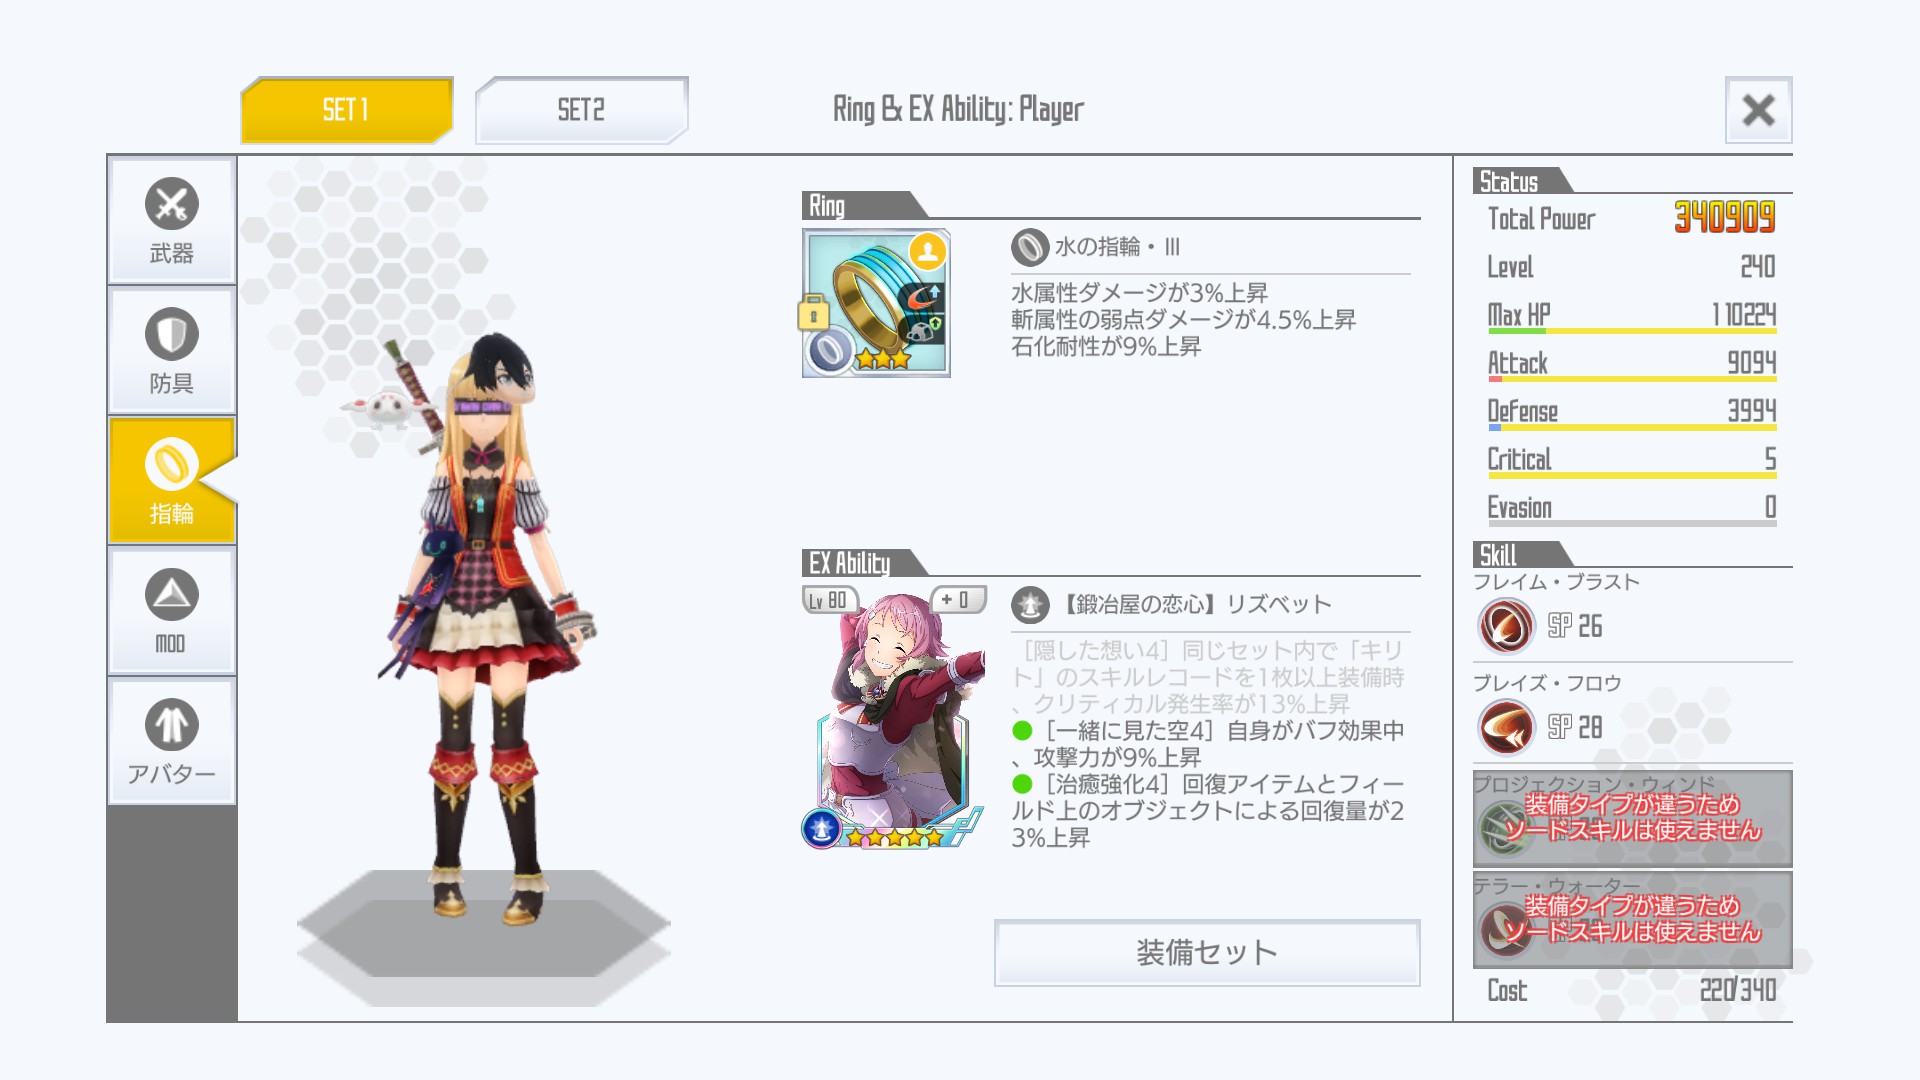 SET 1
SET 2
Ring & EX Ability: Player
武器
防具
指輪
MOD
アバター
Ring
水の指輪・Ⅲ
水属性ダメージが3%上昇
斬属性の弱点ダメージが4.5%上昇
石化耐性が9%上昇
EX Ability
Lv 80
+ 0
【鍛冶屋の恋心】リズベット
［隠した想い4］同じセット内で「キリ
ト」のスキルレコードを1枚以上装備時
、クリティカル発生率が13%上昇
［一緒に見た空4］自身がバフ効果中
、攻撃力が9%上昇
［治癒強化4］回復アイテムとフィー
ルド上のオブジェクトによる回復量が2
3%上昇
装備セット
Status
Total Power 340909
Level 240
Max HP 110224
Attack 9094
Defense 3994
Critical 5
Evasion 0
Skill
フレイム・ブラスト
SP 26
ブレイズ・フロウ
SP 28
プロジェクション・ウィンド
装備タイプが違うため
ソードスキルは使えません
テラー・ウォーター
装備タイプが違うため
ソードスキルは使えません
Cost 220/340